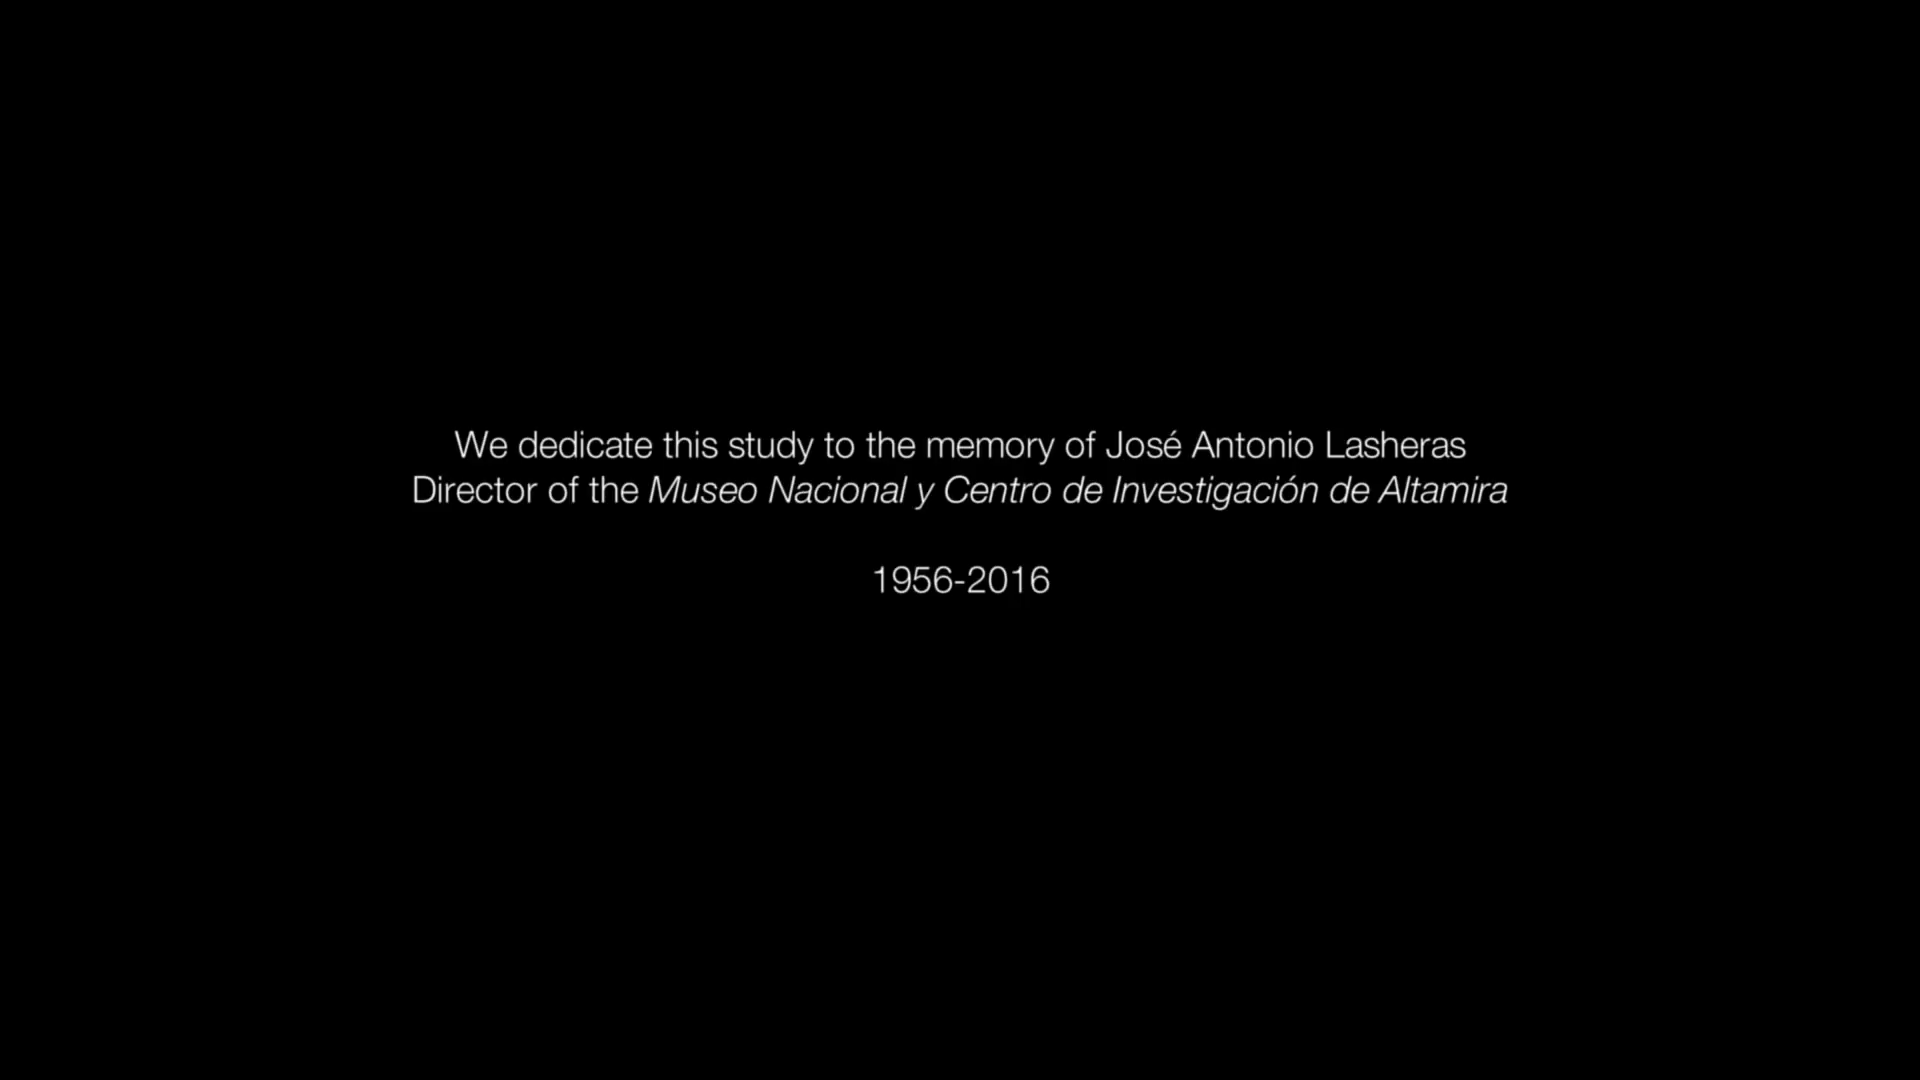 We dedicate this study to the memory of José Antonio Lasheras
Director of the Museo Nacional y Centro de Investigación de Altamira
1956-2016